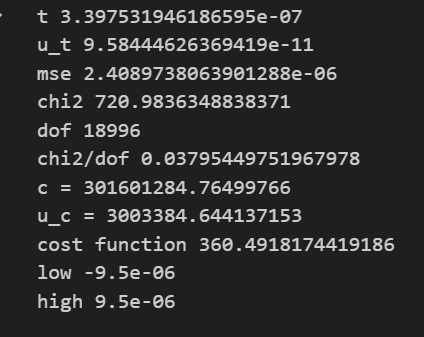 t 3.397531946186595e-07
u_t 9.58444626369419e-11
mse 2.4089738063901288e-06
chi2 720.9836348838371
dof 18996
chi2/dof 0.03795449751967978
c = 301601284.76499766
u_c = 3003384.644137153
cost function 360.4918174419186
low -9.5e-06
high 9.5e-06